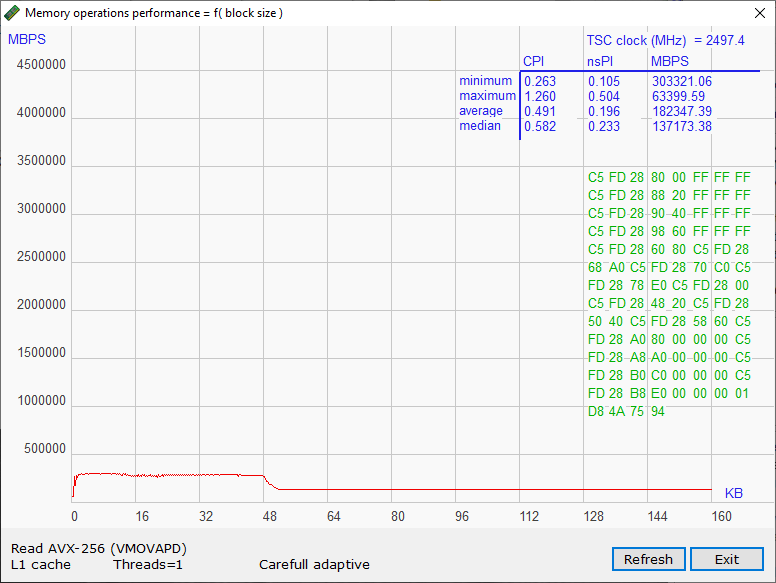 Memory operations performance = f( block size )
MBPS
TSC clock (MHz) = 2497.4
CPI nsPI MBPS
minimum 0.263 0.105 303321.06
maximum 1.260 0.504 63399.59
average 0.491 0.196 182347.39
median 0.582 0.233 137173.38
4500000
4000000
3500000
3000000
2500000
2000000
1500000
1000000
500000
C5 FD 28 80 00 FF FF FF
C5 FD 28 88 20 FF FF FF
C5 FD 28 90 40 FF FF FF
C5 FD 28 98 60 FF FF FF
C5 FD 28 60 80 C5 FD 28
68 A0 C5 FD 28 70 C0 C5
FD 28 78 E0 C5 FD 28 00
C5 FD 28 48 20 C5 FD 28
50 40 C5 FD 28 58 60 C5
FD 28 A0 80 00 00 00 C5
FD 28 A8 A0 00 00 00 C5
FD 28 B0 C0 00 00 00 C5
FD 28 B8 E0 00 00 00 01
D8 4A 75 94
KB
0 16 32 48 64 80 96 112 128 144 160
Read AVX-256 (VMOVAPD)
L1 cache Threads=1 Carefull adaptive
Refresh Exit